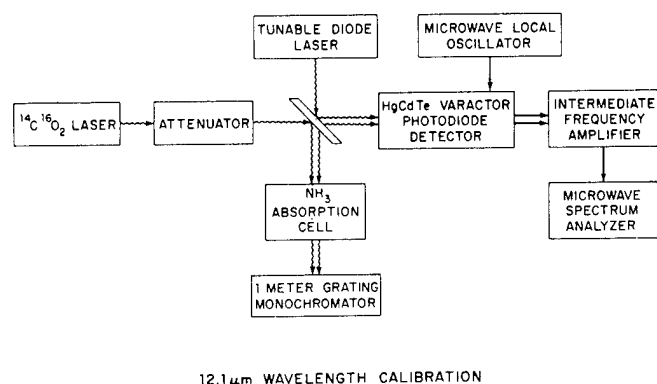 TUNABLE DIODE
LASER
MICROWAVE LOCAL
OSCILLATOR
¹⁴C¹⁶O₂ LASER
ATTENUATOR
HgCdTe VARACTOR
PHOTODIODE
DETECTOR
INTERMEDIATE
FREQUENCY
AMPLIFIER
NH₃
ABSORPTION
CELL
MICROWAVE
SPECTRUM
ANALYZER
1 METER GRATING
MONOCHROMATOR
12.1μm WAVELENGTH CALIBRATION